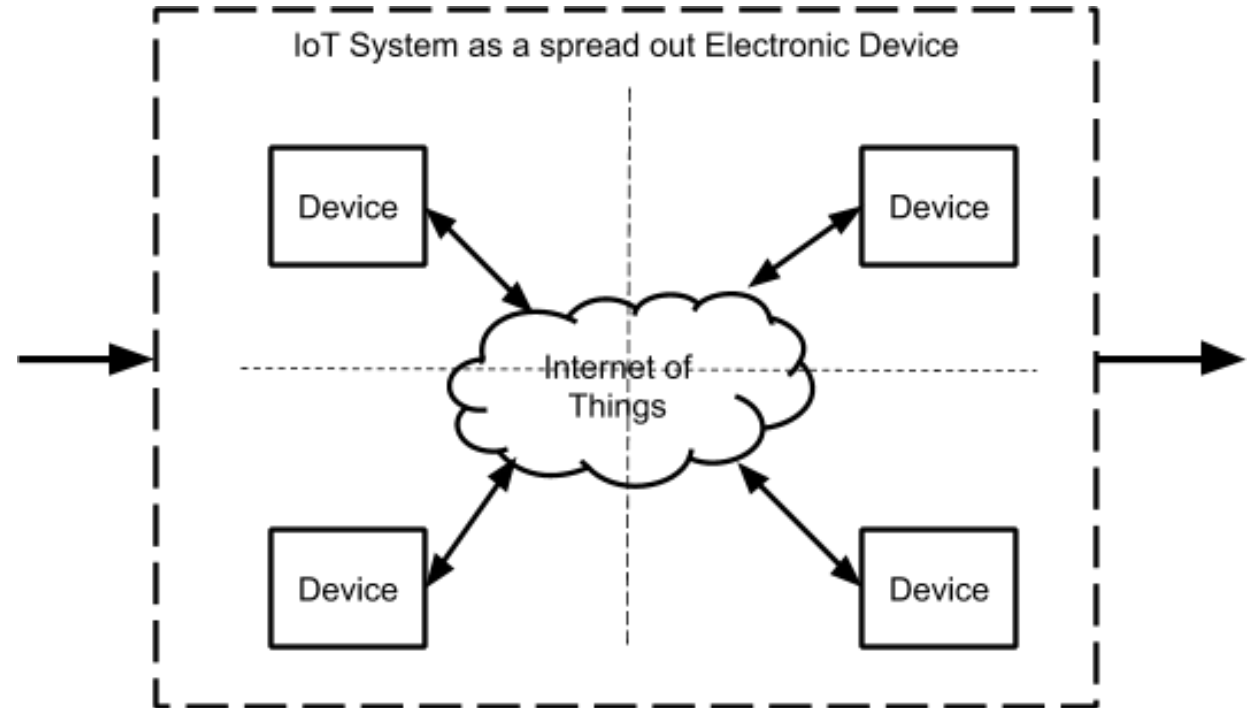 IoT System as a spread out Electronic Device
Device
Device
Internet of
Things
Device
Device